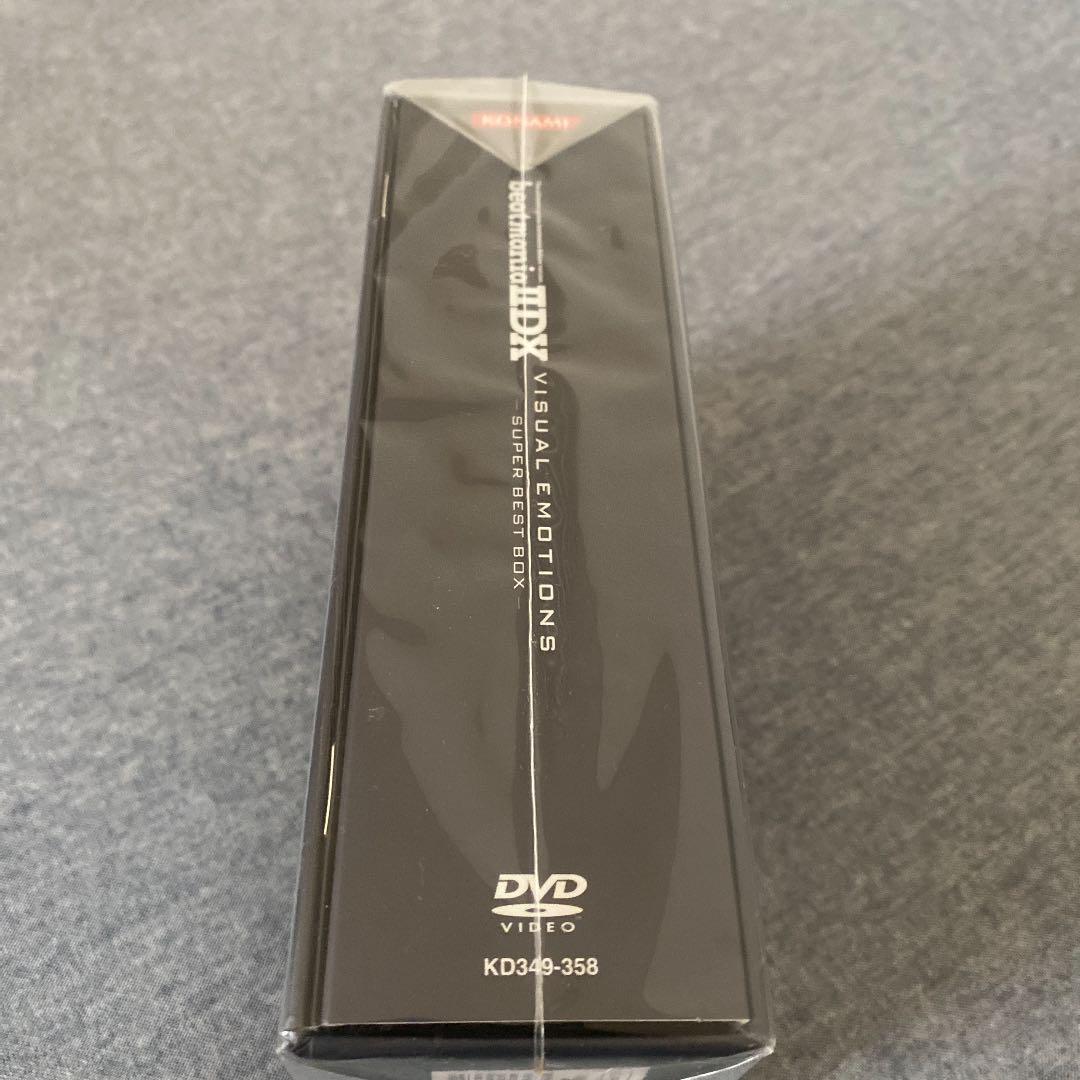 KONAMI
beatmania IIDX
VISUAL EMOTIONS
– SUPER BEST BOX –
DVD
VIDEO
KD349-358